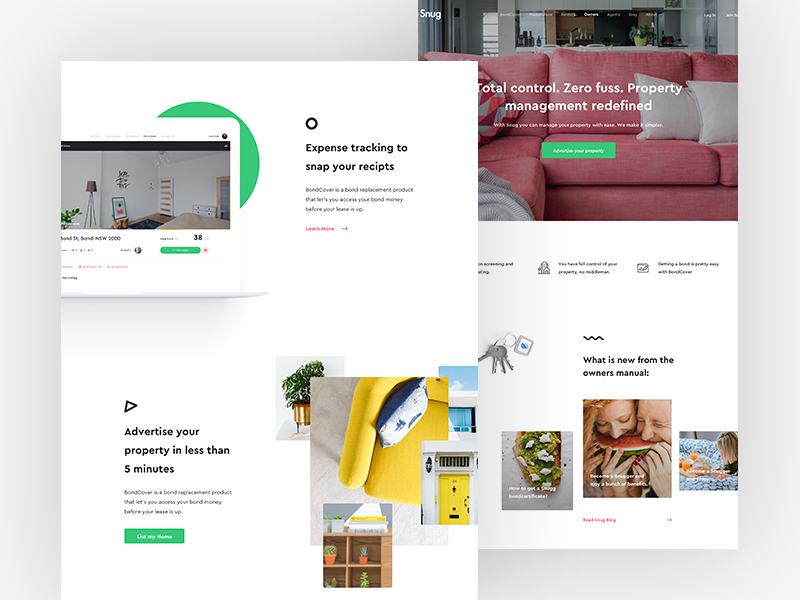 Snug
BondCover
Owners
Agents
Blog
About
Log In
Total control. Zero fuss. Property
management redefined
With Snug you can manage your property with ease. We make it simpler.
Advertise your property
on screening and
You have full control of your
property, no middleman.
Getting a bond is pretty easy
with BondCover
What is new from the
owners manual:
How to get a Snug
bondcertificate?
Become a Snugger and
ejoy a bunch of benefits.
Become a Snugger
Read Snug Blog
Bond St, Bondi NSW 2000
38
Expense tracking to
snap your recipts
BondCover is a bond replacement product
that let's you access your bond money
before your lease is up.
Learn More
Advertise your
property in less than
5 minutes
BondCover is a bond replacement product
that let's you access your bond money
before your lease is up.
List my Home